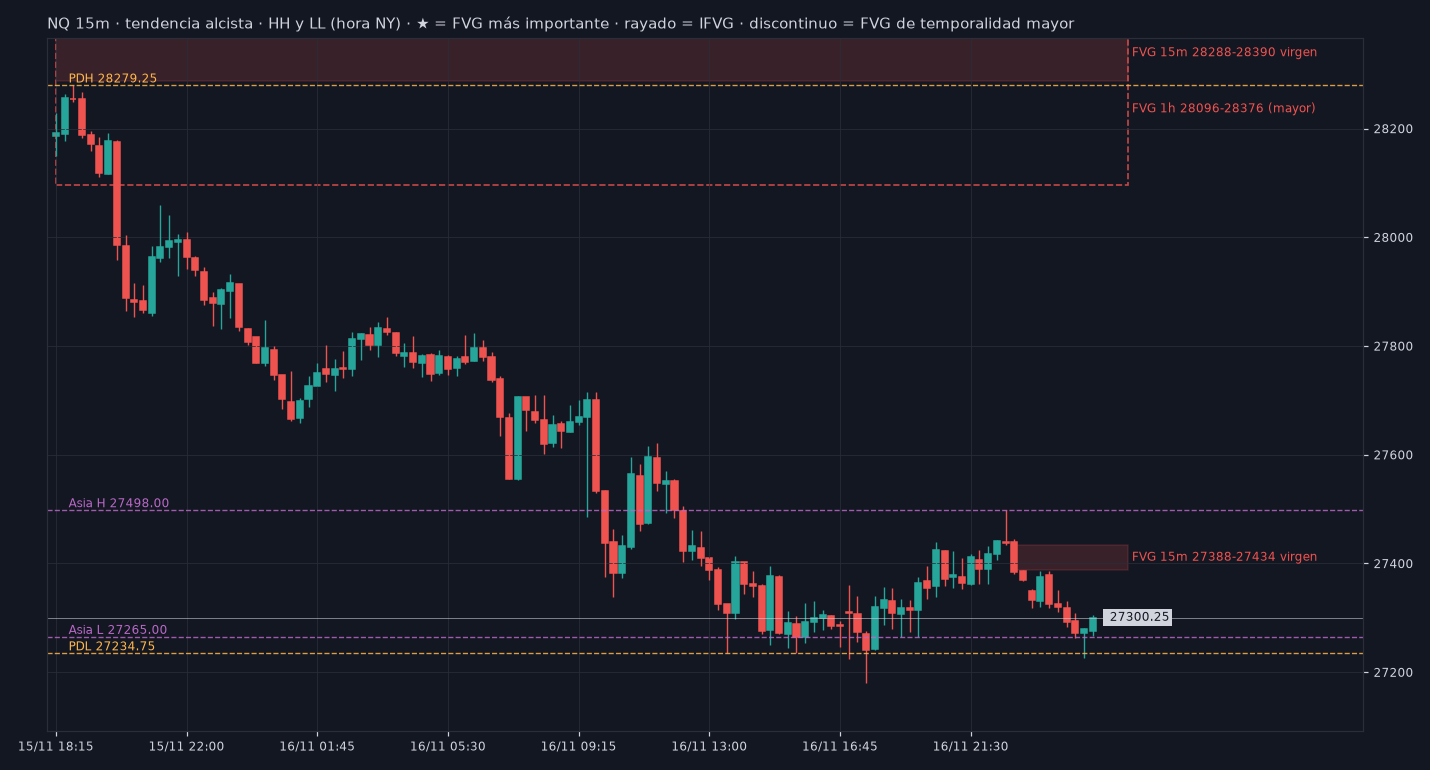 NQ 15m · tendencia alcista · HH y LL (hora NY) · ★ = FVG más importante · rayado = IFVG · discontinuo = FVG de temporalidad mayor
FVG 15m 28288-28390 virgen
PDH 28279.25
FVG 1h 28096-28376 (mayor)
28200
28000
27800
27600
Asia H 27498.00
FVG 15m 27388-27434 virgen
27400
27300.25
Asia L 27265.00
PDL 27234.75
27200
15/11 18:15
15/11 22:00
16/11 01:45
16/11 05:30
16/11 09:15
16/11 13:00
16/11 16:45
16/11 21:30